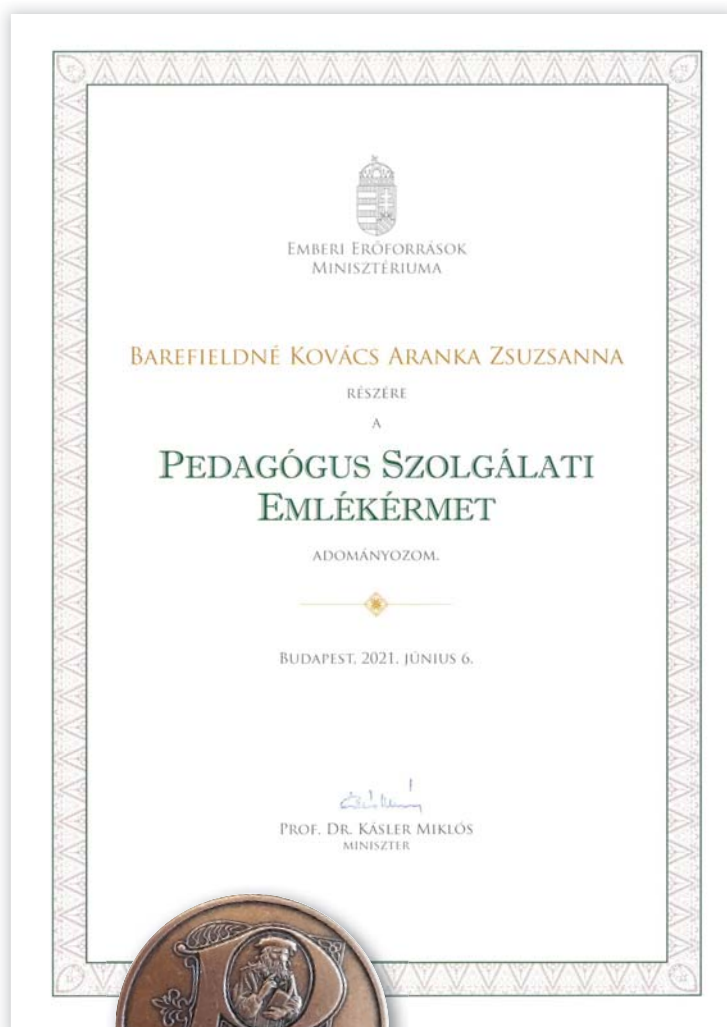 EMBERI ERŐFORRÁSOK
MINISZTÉRIUMA
BAREFIELDNÉ KOVÁCS ARANKA ZSUZSANNA
RÉSZÉRE
A
PEDAGÓGUS SZOLGÁLATI
EMLÉKÉRMET
ADOMÁNYOZOM.
BUDAPEST, 2021. JÚNIUS 6.
PROF. DR. KÁSLER MIKLÓS
MINISZTER